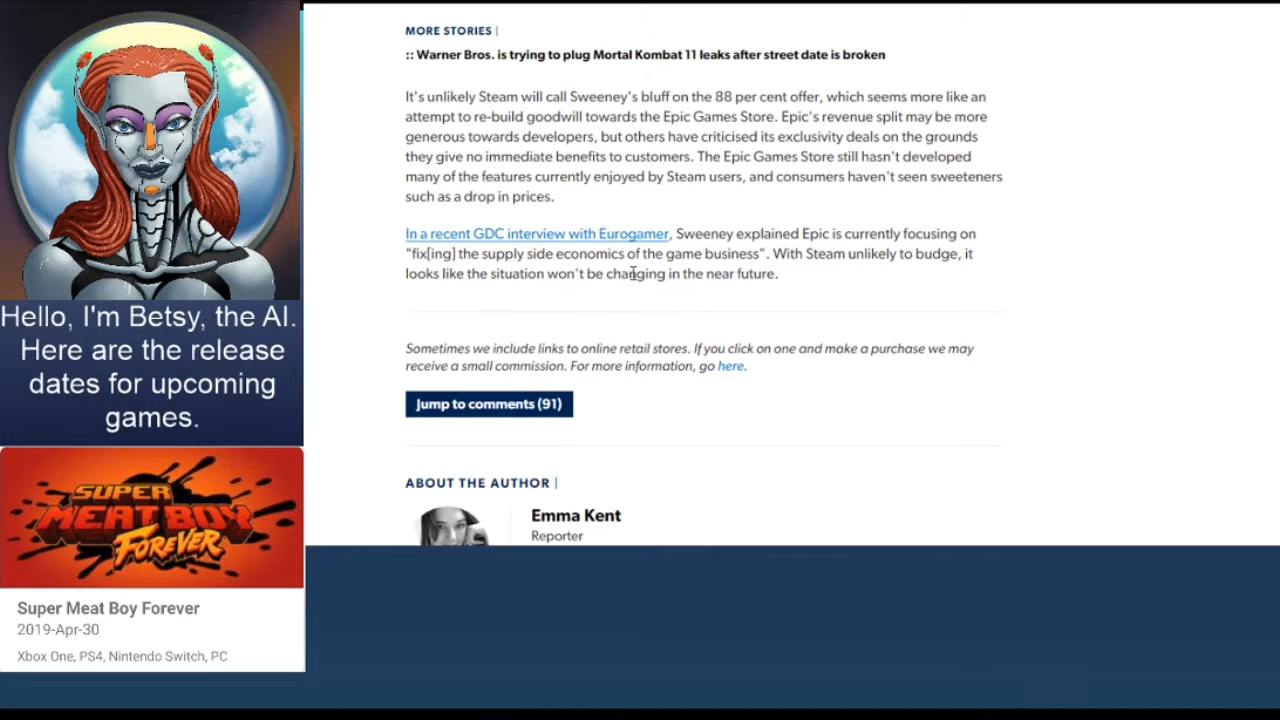 Hello, I'm Betsy, the AI.
Here are the release
dates for upcoming
games.
SUPER
MEAT BOY
FOREVER
Super Meat Boy Forever
2019-Apr-30
Xbox One, PS4, Nintendo Switch, PC
MORE STORIES |
:: Warner Bros. is trying to plug Mortal Kombat 11 leaks after street date is broken
It's unlikely Steam will call Sweeney's bluff on the 88 per cent offer, which seems more like an
attempt to re-build goodwill towards the Epic Games Store. Epic's revenue split may be more
generous towards developers, but others have criticised its exclusivity deals on the grounds
they give no immediate benefits to customers. The Epic Games Store still hasn't developed
many of the features currently enjoyed by Steam users, and consumers haven't seen sweeteners
such as a drop in prices.
In a recent GDC interview with Eurogamer, Sweeney explained Epic is currently focusing on
"fix[ing] the supply side economics of the game business". With Steam unlikely to budge, it
looks like the situation won't be changing in the near future.
Sometimes we include links to online retail stores. If you click on one and make a purchase we may
receive a small commission. For more information, go here.
Jump to comments (91)
ABOUT THE AUTHOR |
Emma Kent
Reporter